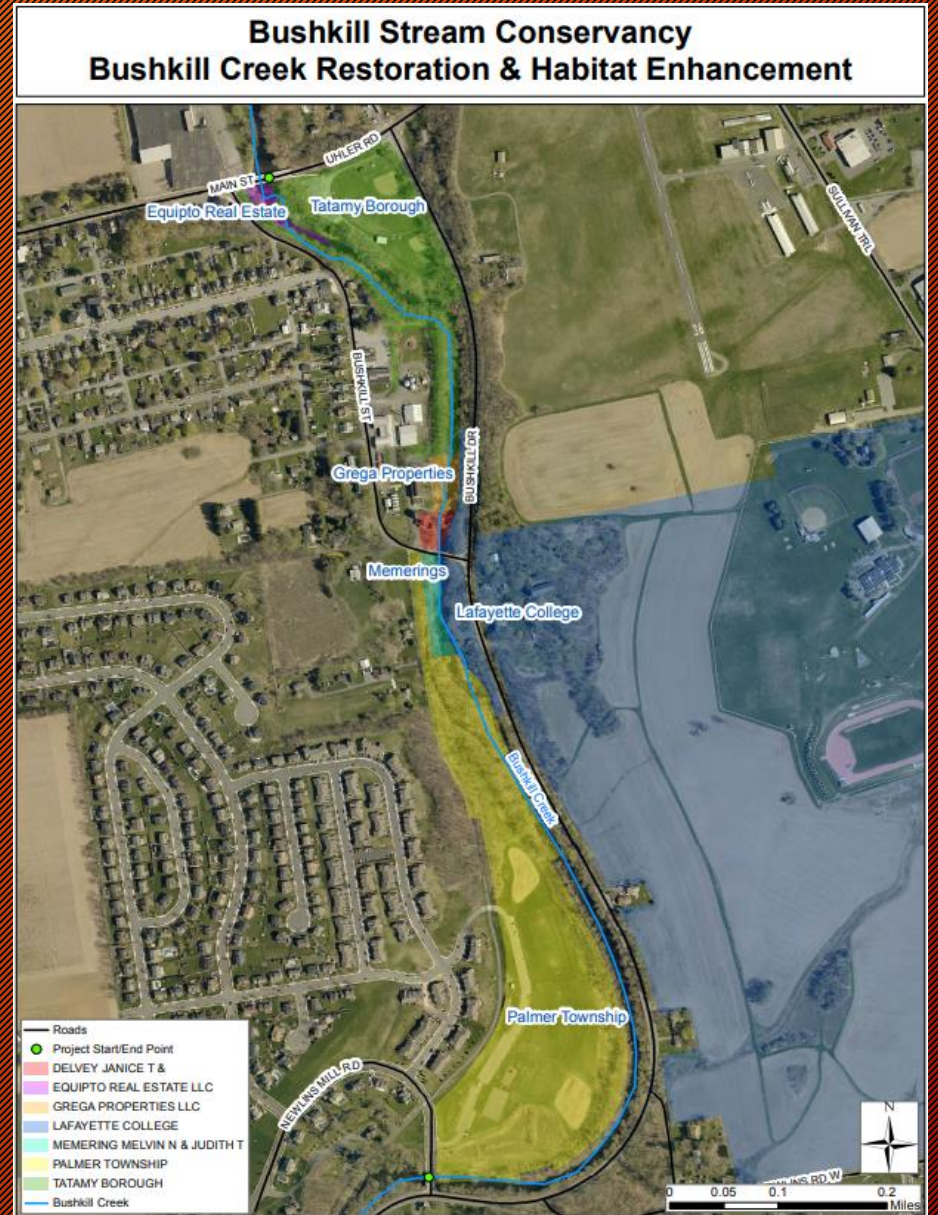 Bushkill Stream Conservancy
Bushkill Creek Restoration & Habitat Enhancement
UHLER RD
MAIN ST
Equipto Real Estate
Tatamy Borough
SULLIVAN TRL
BUSHKILL ST
BUSHKILL DR
Grega Properties
Memerings
Lafayette College
Bushkill Creek
Palmer Township
NEWLINS MILL RD
Roads
Project Start/End Point
DELVEY JANICE T &
EQUIPTO REAL ESTATE LLC
GREGA PROPERTIES LLC
LAFAYETTE COLLEGE
MEMERING MELVIN N & JUDITH T
PALMER TOWNSHIP
TATAMY BOROUGH
Bushkill Creek
N
RD W
0 0.05 0.1 0.2
Miles